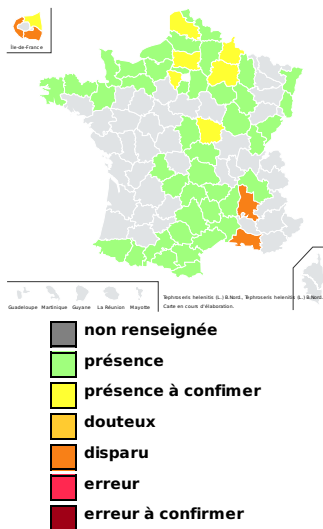 Île-de-France
Guadeloupe Martinique Guyane La Réunion Mayotte
Tephroseris helenitis (L.) B.Nord., Tephroseris helenitis (L.) B.Nord.
Carte en cours d'élaboration.
non renseignée
présence
présence à confimer
douteux
disparu
erreur
erreur à confirmer